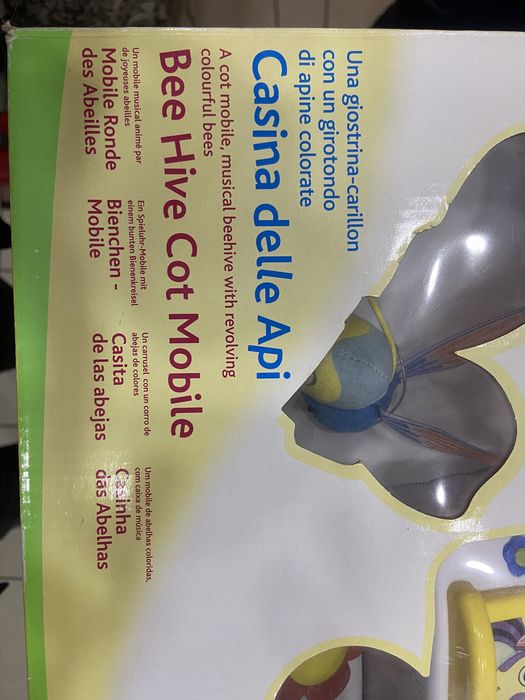 Una giostrina-carillon
con un girotondo
di apine colorate
Casina delle Api
A cot mobile, musical beehive with revolving
colourful bees
Bee Hive Cot Mobile
Un mobile musical animé par
de joyeuses abeilles
Mobile Ronde
des Abeilles
Ein Spieluhr-Mobile mit
einem bunten Bienenkreisel
Bienchen -
Mobile
Un carrusel con un corro de
abejas de colores
Casita
de las abejas
Um mobile de abelhas coloridas,
com caixa de música
Casinha
das Abelhas